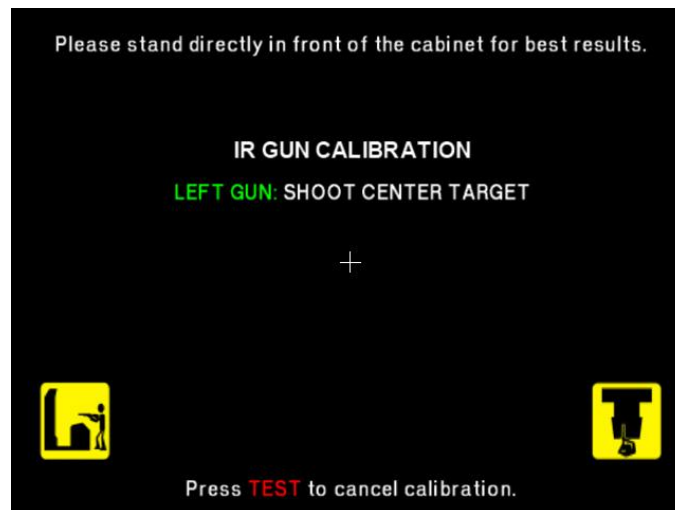 Please stand directly in front of the cabinet for best results.
IR GUN CALIBRATION
LEFT GUN: SHOOT CENTER TARGET
Press TEST to cancel calibration.